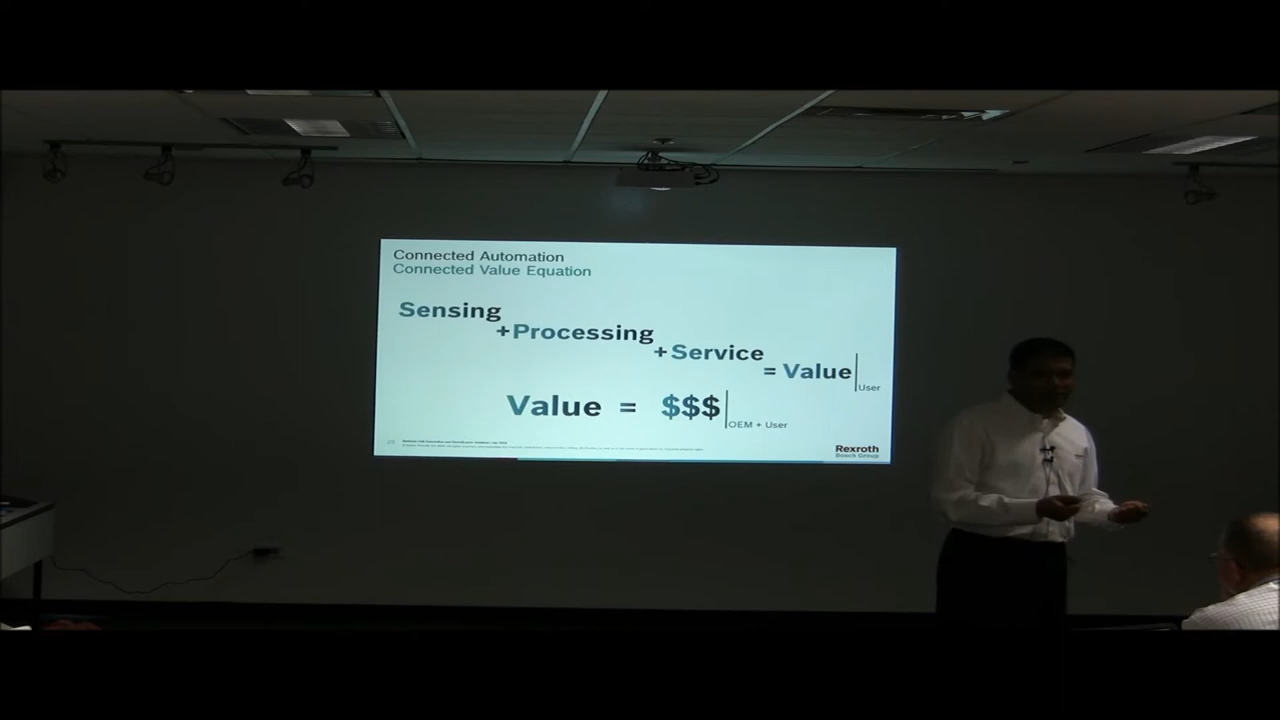 Connected Automation
Connected Value Equation
Sensing
+Processing
+Service
= Value
User
Value = $$$
OEM + User
Rexroth
Bosch Group